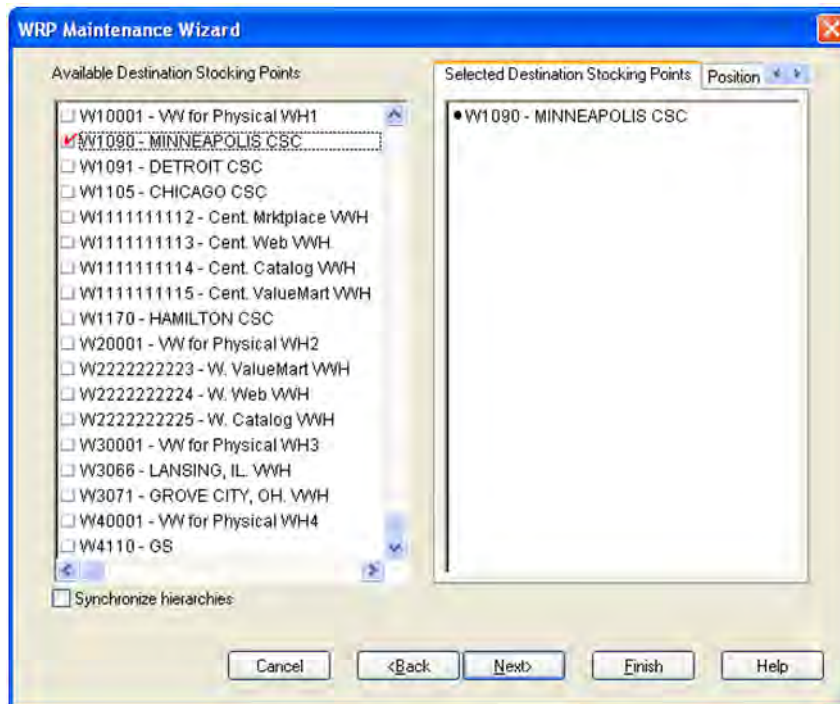 WRP Maintenance Wizard
Available Destination Stocking Points
W10001 - VW for Physical WH1
W1090 - MINNEAPOLIS CSC
W1091 - DETROIT CSC
W1105 - CHICAGO CSC
W1111111112 - Cent. Mrktplace VWH
W1111111113 - Cent. Web VWH
W1111111114 - Cent. Catalog VWH
W1111111115 - Cent. ValueMart VWH
W1170 - HAMILTON CSC
W20001 - VW for Physical WH2
W2222222223 - W. ValueMart VWH
W2222222224 - W. Web VWH
W2222222225 - W. Catalog VWH
W30001 - VW for Physical WH3
W3066 - LANSING, IL. VWH
W3071 - GROVE CITY, OH. VWH
W40001 - VW for Physical WH4
W4110 - GS
Synchronize hierarchies
Selected Destination Stocking Points
Position
W1090 - MINNEAPOLIS CSC
Cancel
<Back
Next>
Finish
Help